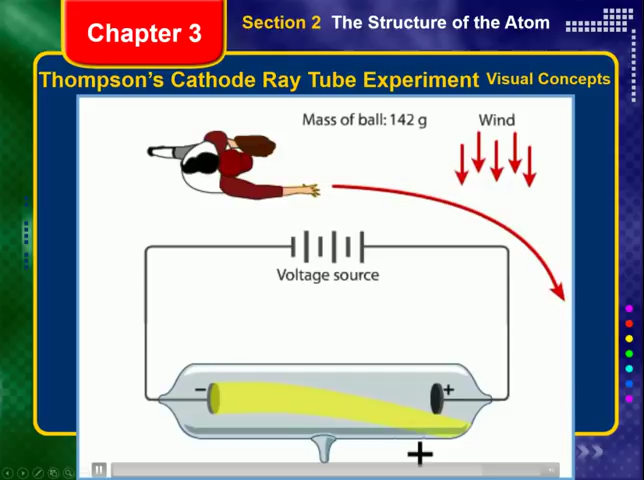 Chapter 3
Section 2 The Structure of the Atom
Thompson's Cathode Ray Tube Experiment Visual Concepts
Mass of ball: 142 g
Wind
Voltage source
− +
+